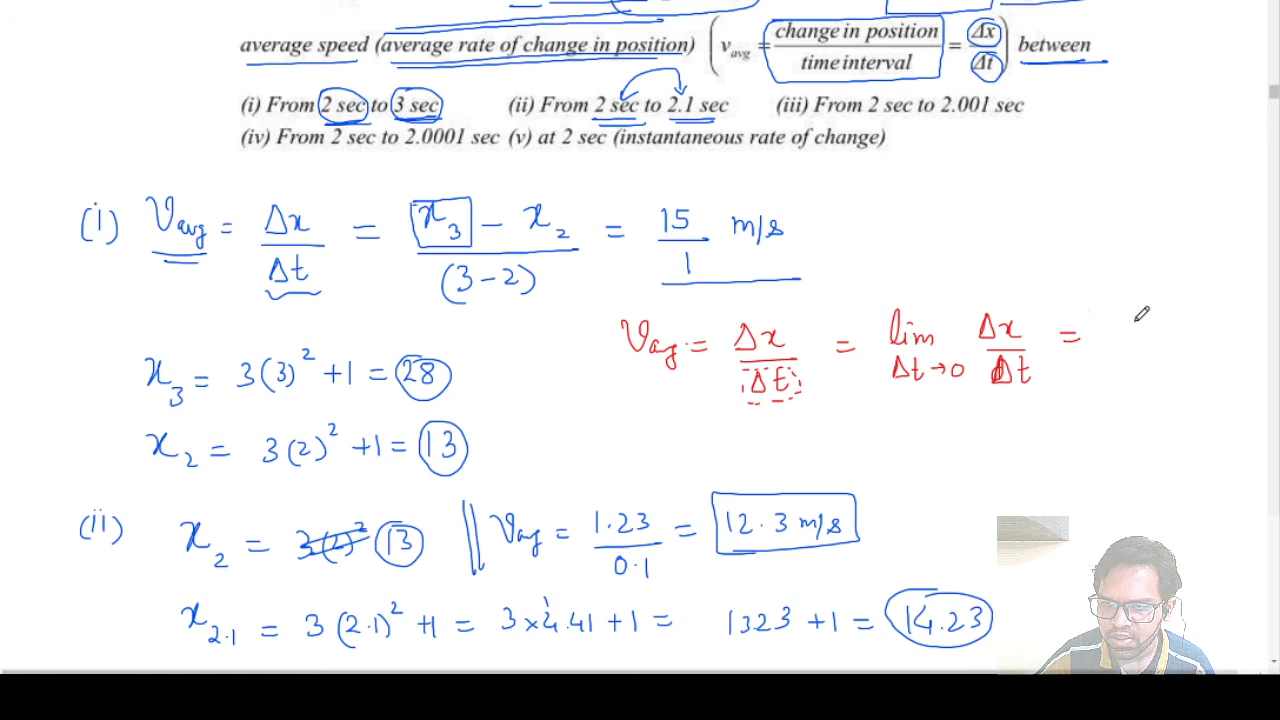 average speed (average rate of change in position) (v_avg = change in position / time interval = Δx / Δt) between
(i) From 2 sec to 3 sec (ii) From 2 sec to 2.1 sec (iii) From 2 sec to 2.001 sec
(iv) From 2 sec to 2.0001 sec (v) at 2 sec (instantaneous rate of change)
(i) V_avg = Δx / Δt = x_3 - x_2 / (3-2) = 15 / 1 m/s
V_avg = Δx / Δt = lim Δt→0 Δx / Δt =
x_3 = 3(3)^2 + 1 = 28
x_2 = 3(2)^2 + 1 = 13
(ii) x_2 = 3(2)^2 13 || V_avg = 1.23 / 0.1 = 12.3 m/s
x_2.1 = 3(2.1)^2 + 1 = 3 × 4.41 + 1 = 1323 + 1 = 14.23